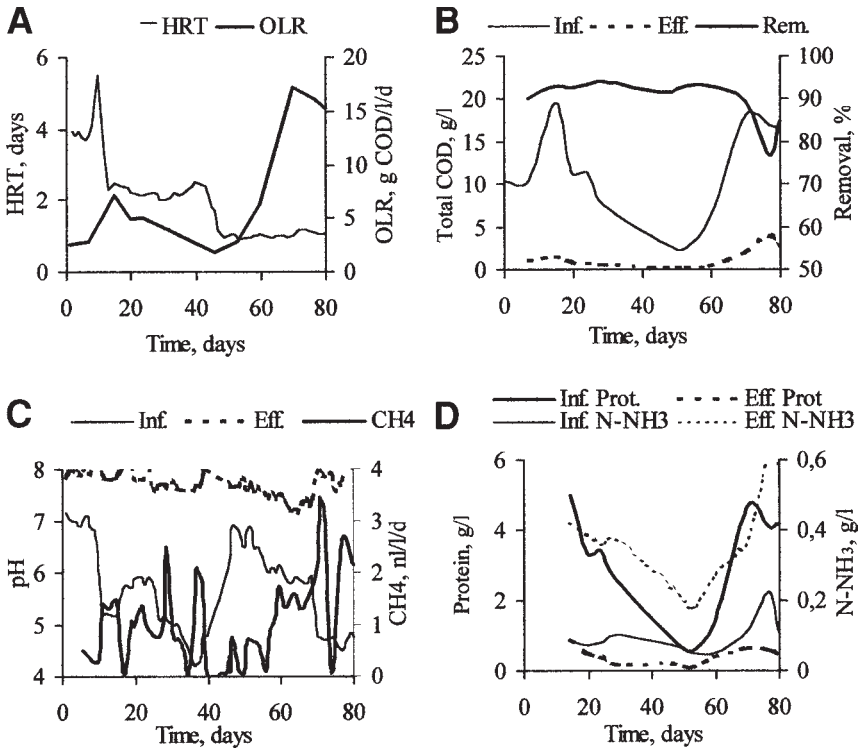 A
HRT OLR
HRT, days
6
4
2
0
OLR, g COD/l/d
20
15
10
5
0
0 20 40 60 80
Time, days
B
Inf. Eff. Rem.
Total COD, g/l
25
20
15
10
5
0
Removal, %
100
90
80
70
60
50
0 20 40 60 80
Time, days
C
Inf. Eff. CH4
pH
8
7
6
5
4
CH4, nl/l/d
4
3
2
1
0
0 20 40 60 80
Time, days
D
Inf. Prot. Eff. Prot
Inf. N-NH3 Eff. N-NH3
Protein, g/l
6
4
2
0
N-NH3, g/l
0,6
0,4
0,2
0
0 20 40 60 80
Time, days